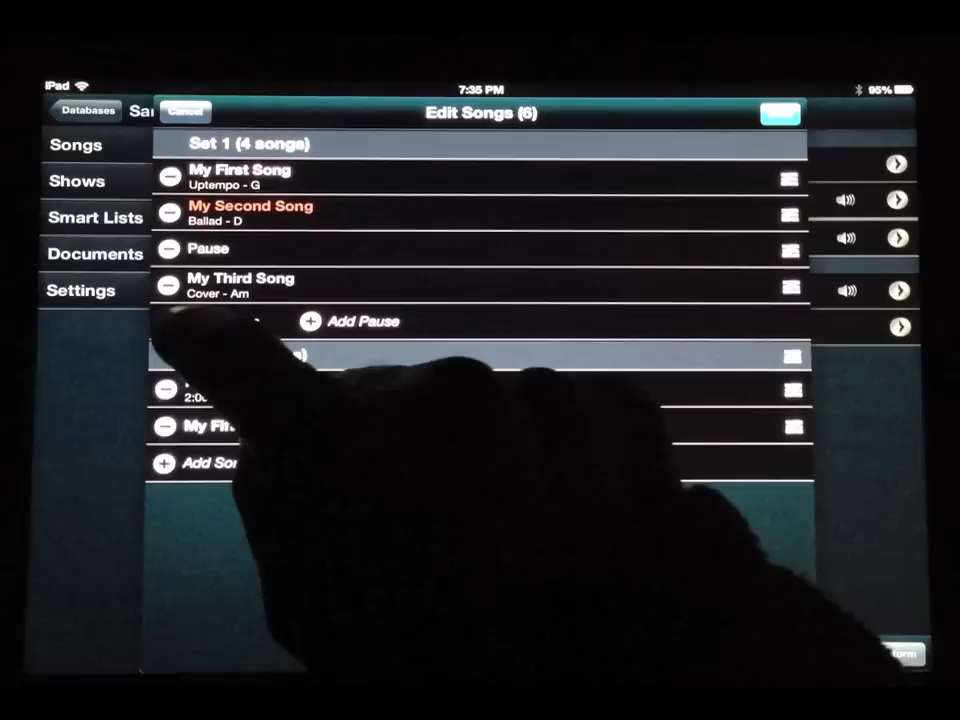 iPad
7:35 PM
95%
Databases
Cancel
Edit Songs (6)
Songs
Shows
Smart Lists
Documents
Settings
Set 1 (4 songs)
My First Song
Uptempo - G
My Second Song
Ballad - D
Pause
My Third Song
Cover - Am
Add Pause